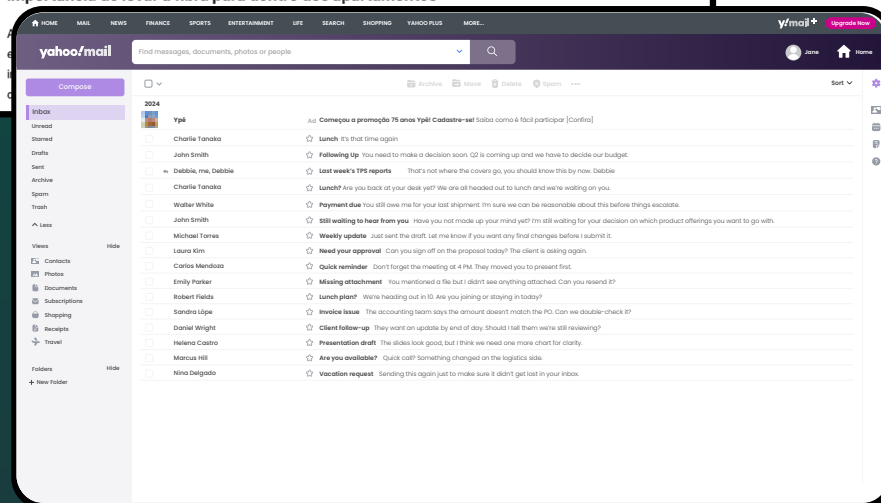 HOME MAIL NEWS FINANCE SPORTS ENTERTAINMENT LIFE SEARCH SHOPPING YAHOO PLUS MORE... y!mail+ Upgrade Now
yahoo!mail Find messages, documents, photos or people Jane Home
Compose
Archive Move Delete Spam ... Sort
Inbox
Unread
Starred
Drafts
Sent
Archive
Spam
Trash
Less
Views Hide
Contacts
Photos
Documents
Subscriptions
Shopping
Receipts
Travel
Folders Hide
+ New Folder
2024
Ypê Ad Começou a promoção 75 anos Ypê! Cadastre-se! Saiba como é fácil participar [Confira]
Charlie Tanaka Lunch It's that time again
John Smith Following Up You need to make a decision soon. Q2 is coming up and we have to decide our budget.
Debbie, me, Debbie Last week's TPS reports That's not where the covers go, you should know this by now. Debbie
Charlie Tanaka Lunch? Are you back at your desk yet? We are all headed out to lunch and we're waiting on you.
Walter White Payment due You still owe me for your last shipment. I'm sure we can be reasonable about this before things escalate.
John Smith Still waiting to hear from you Have you not made up your mind yet? I'm still waiting for your decision on which product offerings you want to go with.
Michael Torres Weekly update Just sent the draft. Let me know if you want any final changes before I submit it.
Laura Kim Need your approval Can you sign off on the proposal today? The client is asking again.
Carlos Mendoza Quick reminder Don't forget the meeting at 4 PM. They moved you to present first.
Emily Parker Missing attachment You mentioned a file but I didn't see anything attached. Can you resend it?
Robert Fields Lunch plan? We're heading out in 10. Are you joining or staying in today?
Sandra Lópe Invoice issue The accounting team says the amount doesn't match the PO. Can we double-check it?
Daniel Wright Client follow-up They want an update by end of day. Should I tell them we're still reviewing?
Helena Castro Presentation draft The slides look good, but I think we need one more chart for clarity.
Marcus Hill Are you available? Quick call? Something changed on the logistics side.
Nina Delgado Vacation request Sending this again just to make sure it didn't get lost in your inbox.